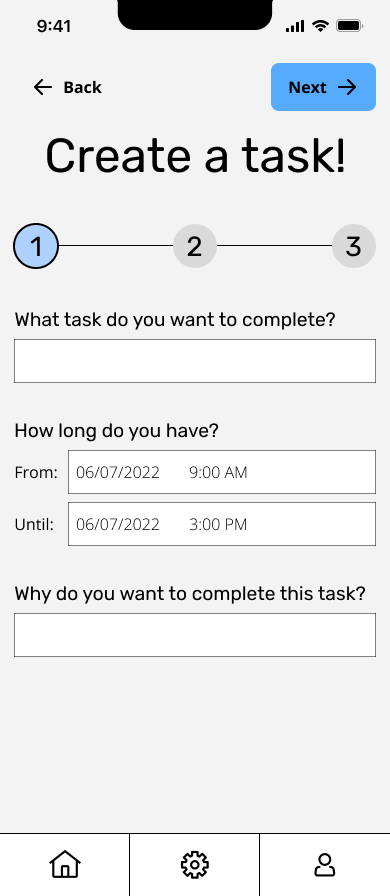 9:41
Back
Next
Create a task!
1 2 3
What task do you want to complete?
How long do you have?
From: 06/07/2022 9:00 AM
Until: 06/07/2022 3:00 PM
Why do you want to complete this task?